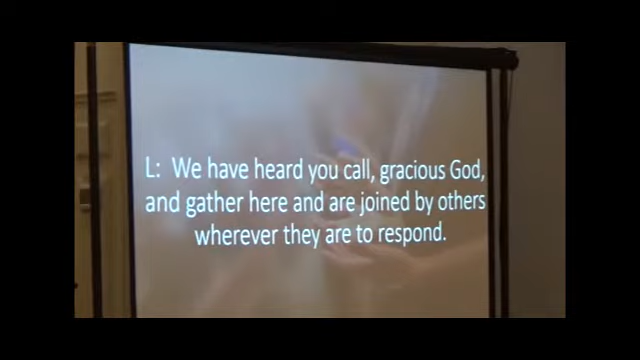 L: We have heard you call, gracious God,
and gather here and are joined by others
wherever they are to respond.